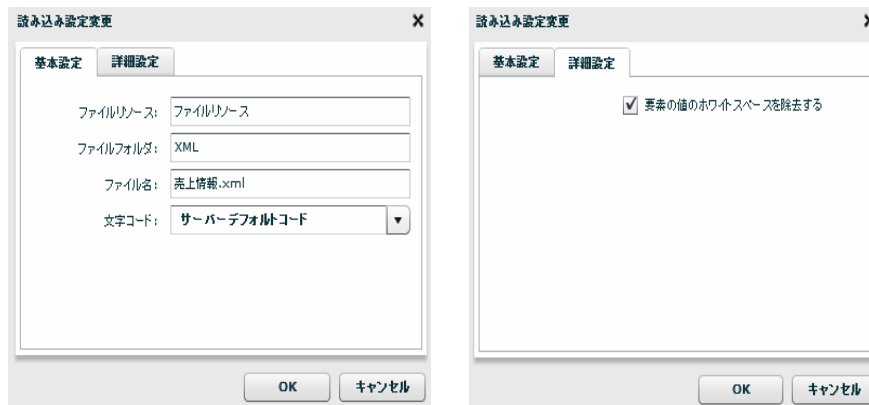 読み込み設定変更
基本設定 詳細設定
ファイルリソース: ファイルリソース
ファイルフォルダ: XML
ファイル名: 売上情報.xml
文字コード: サーバーデフォルトコード
OK キャンセル
読み込み設定変更
基本設定 詳細設定
要素の値のホワイトスペースを除去する
OK キャンセル